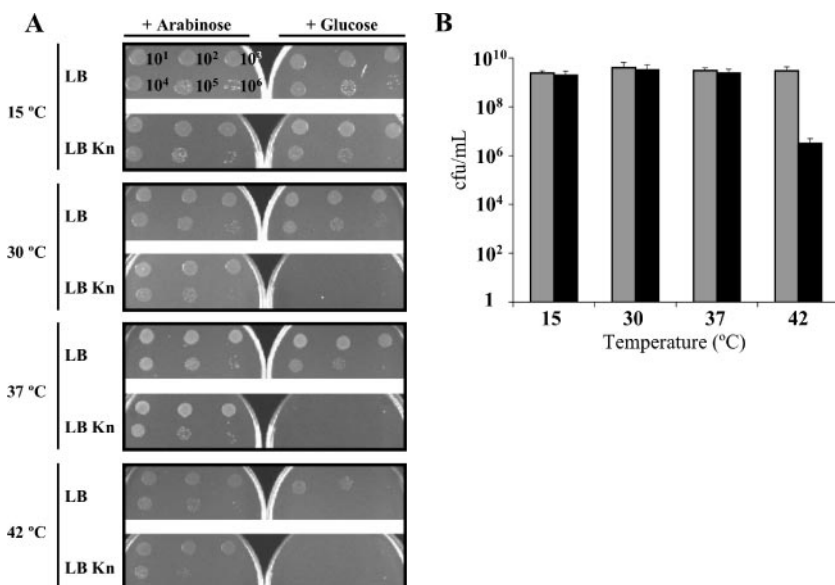 A
+ Arabinose + Glucose
15 ºC
LB
10¹ 10² 10³
10⁴ 10⁵ 10⁶
LB Kn
30 ºC
LB
LB Kn
37 ºC
LB
LB Kn
42 ºC
LB
LB Kn
B
cfu/mL
10¹⁰
10⁸
10⁶
10⁴
10²
1
15 30 37 42
Temperature (ºC)